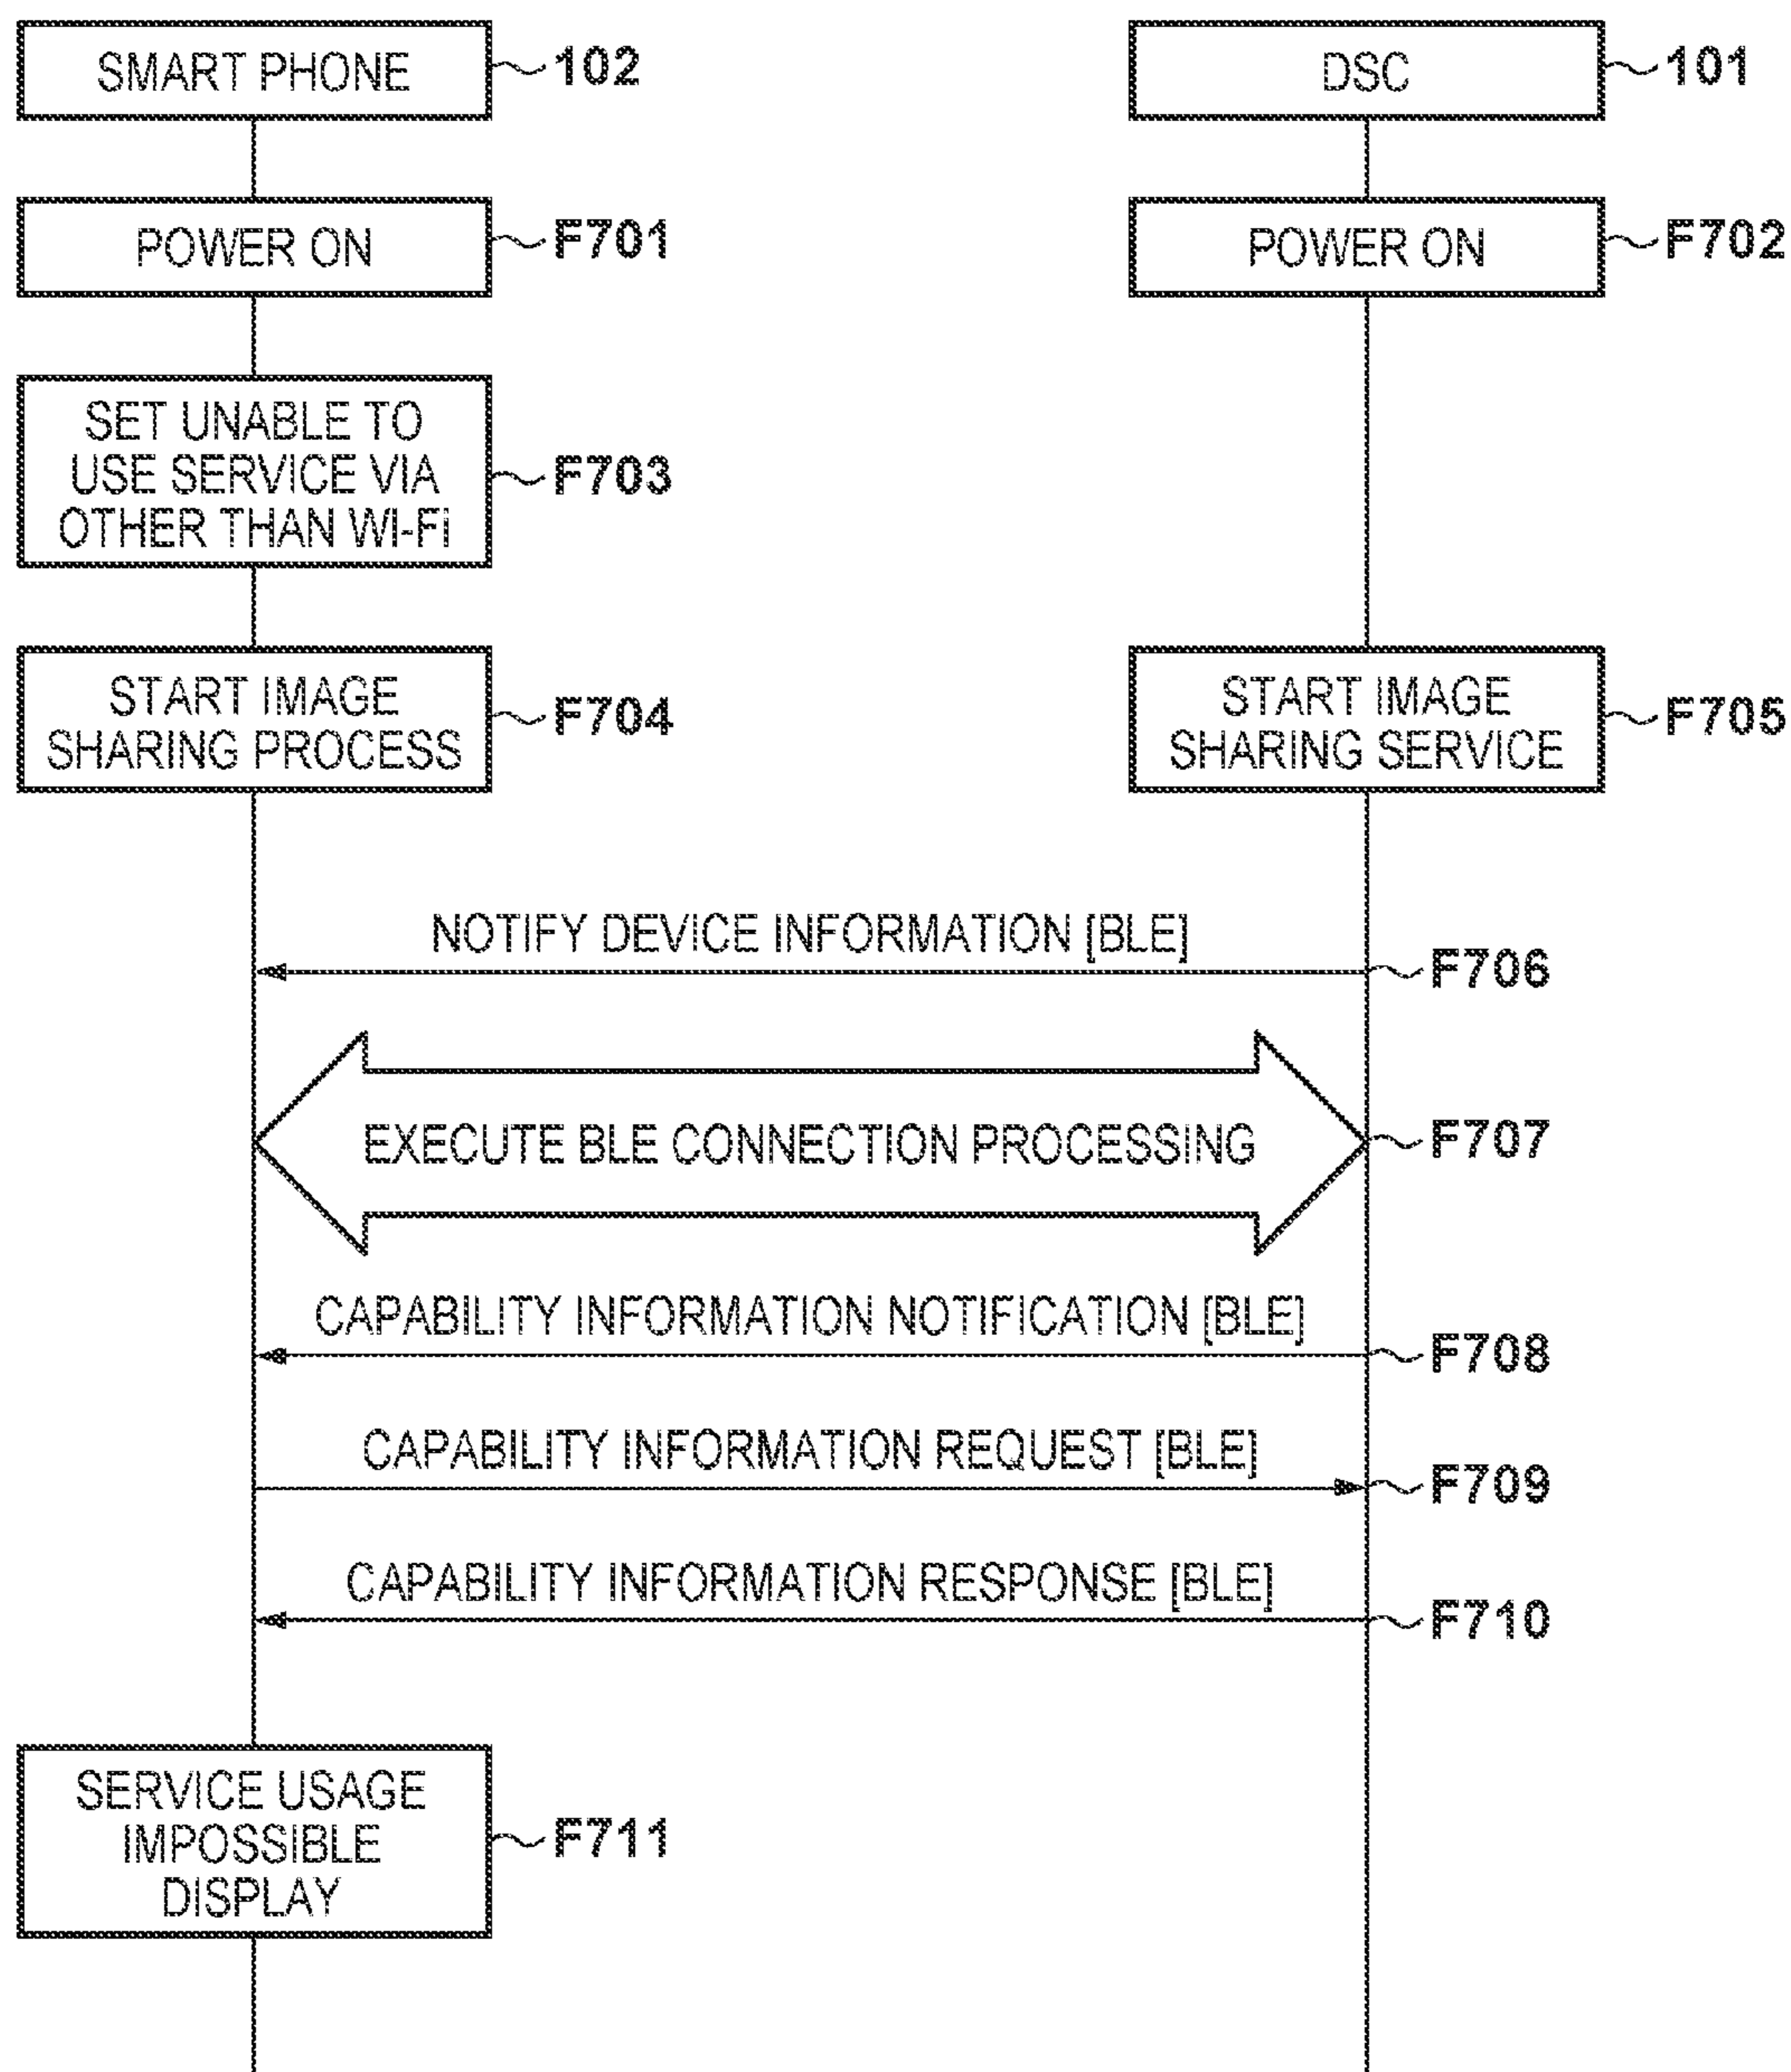 SMART PHONE
102
DSC
101
POWER ON
F701
POWER ON
F702
SET UNABLE TO
USE SERVICE VIA
OTHER THAN WI-Fi
F703
START IMAGE
SHARING PROCESS
F704
START IMAGE
SHARING SERVICE
F705
NOTIFY DEVICE INFORMATION [BLE]
F706
EXECUTE BLE CONNECTION PROCESSING
F707
CAPABILITY INFORMATION NOTIFICATION [BLE]
F708
CAPABILITY INFORMATION REQUEST [BLE]
F709
CAPABILITY INFORMATION RESPONSE [BLE]
F710
SERVICE USAGE
IMPOSSIBLE
DISPLAY
F711